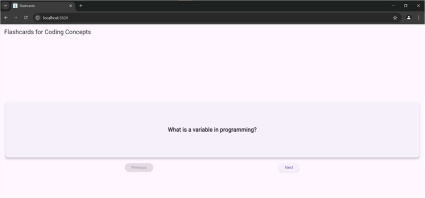 Flashcards
localhost:3000
Flashcards for Coding Concepts
What is a variable in programming?
Previous
Next